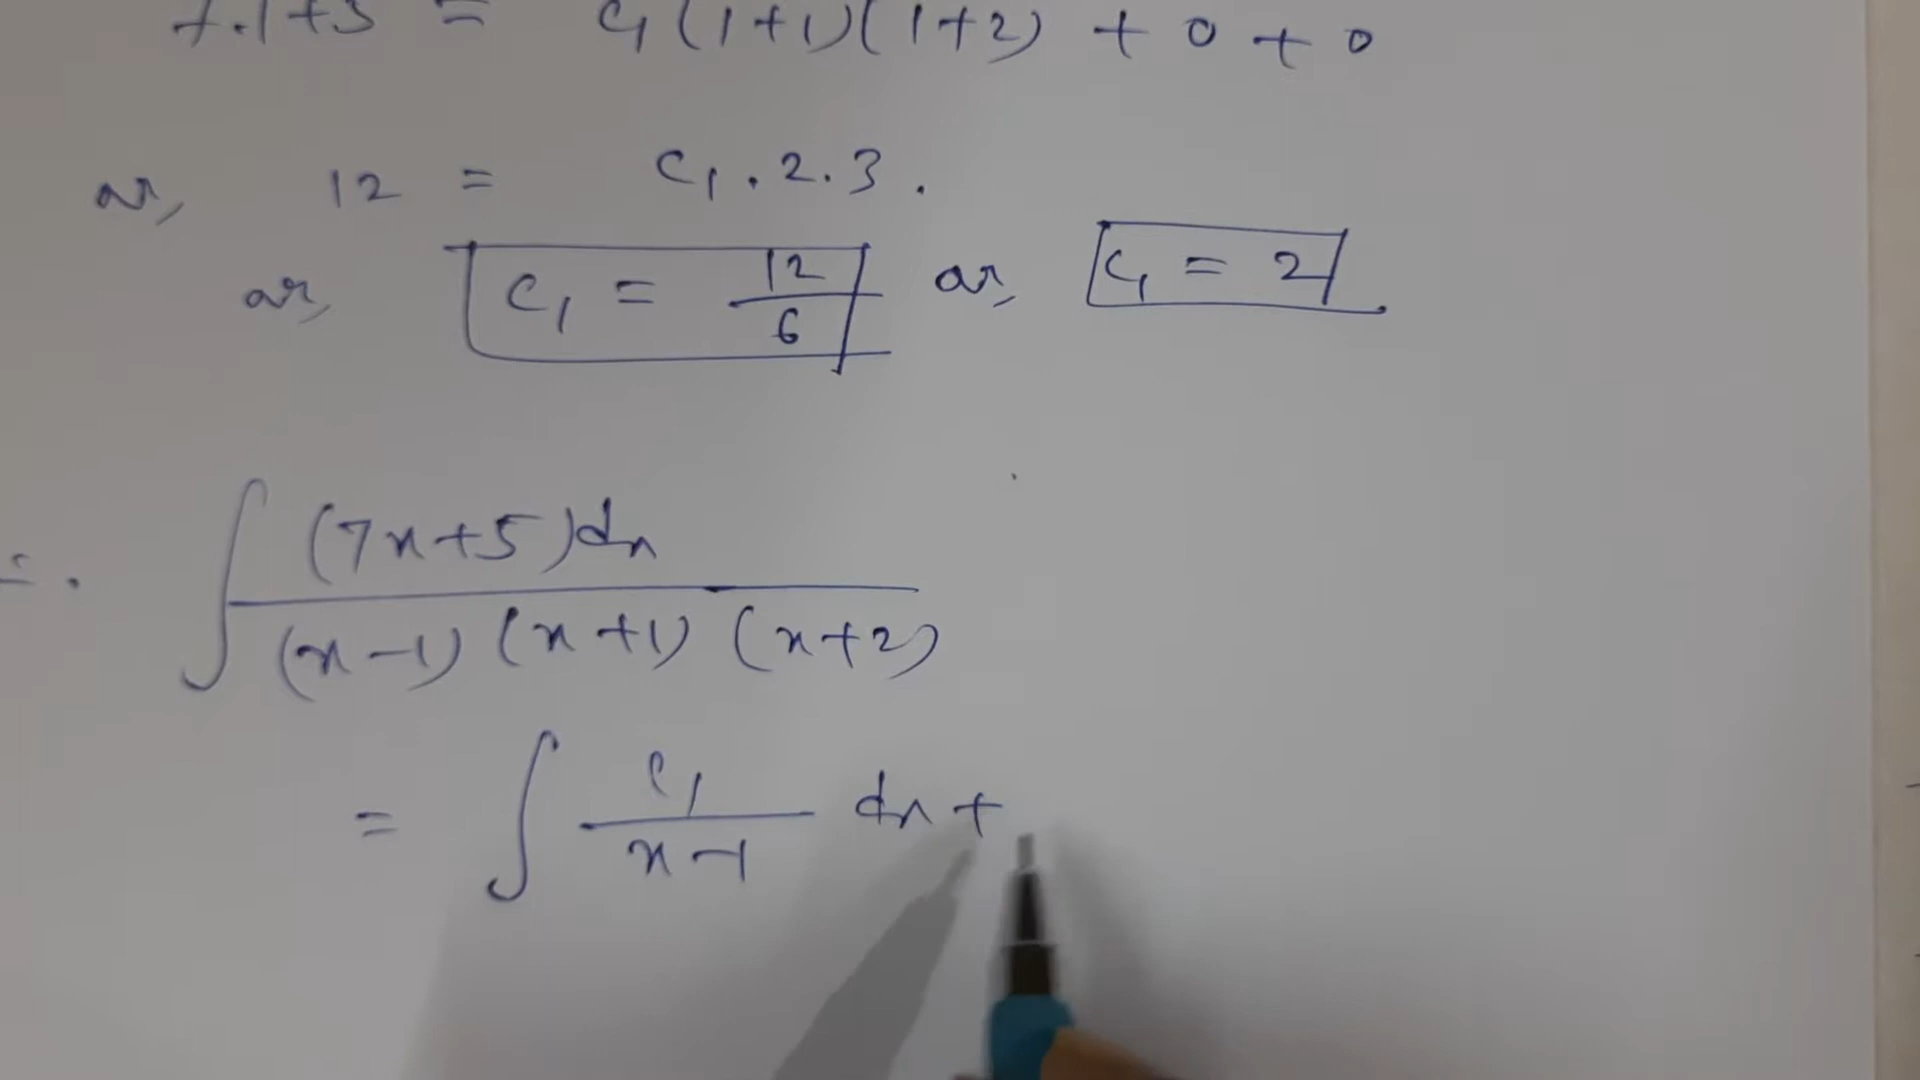 7.1+5 = C1 (1+1)(1+2) + 0 + 0
or, 12 = C1 . 2 . 3 .
or, C1 = 12/6 or, C1 = 2
= . ∫ (7x+5)dx / (x-1) (x+1) (x+2)
= ∫ C1 / x-1 dx +